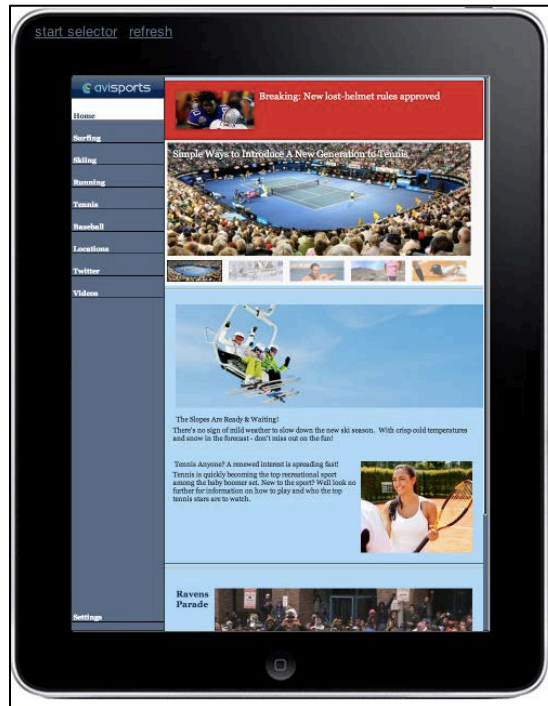 start selector refresh
avisports
Home
Surfing
Skiing
Running
Tennis
Baseball
Locations
Twitter
Videos
Settings
Breaking: New lost-helmet rules approved
Simple Ways to Introduce A New Generation to Tennis
The Slopes Are Ready & Waiting!
There's no sign of mild weather to slow down the new ski season. With crisp cold temperatures
and snow in the forecast - don't miss out on the fun!
Tennis Anyone? A renewed interest is spreading fast!
Tennis is quickly becoming the top recreational sport
among the baby boomer set. New to the sport? Well look no
further for information on how to play and who the top
tennis stars are to watch.
Ravens
Parade